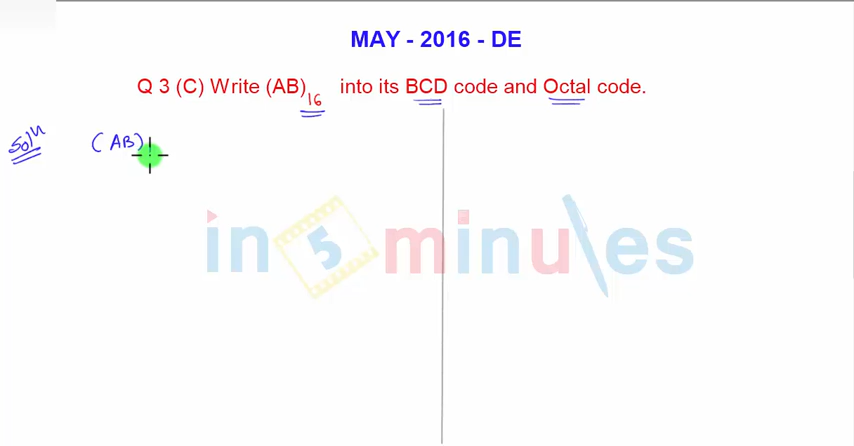 MAY - 2016 - DE
Q 3 (C) Write (AB)16 into its BCD code and Octal code.
Soln
(AB)
in 5 minutes